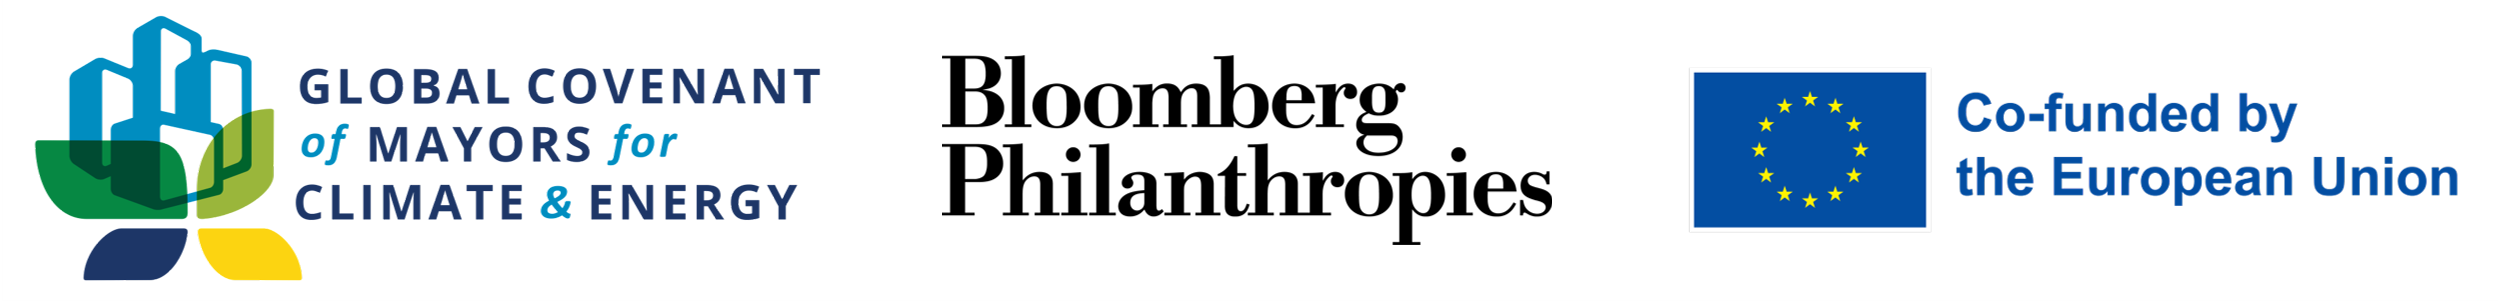 GLOBAL COVENANT
of MAYORS for
CLIMATE & ENERGY
Bloomberg
Philanthropies
Co-funded by
the European Union